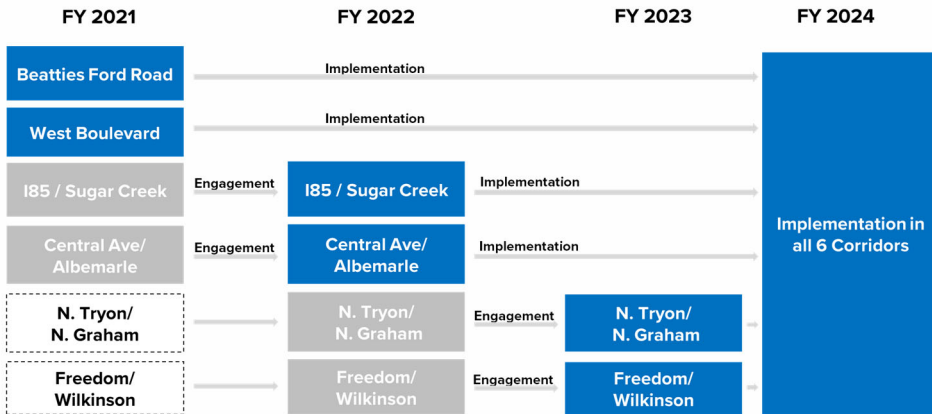 FY 2021 FY 2022 FY 2023 FY 2024
Beatties Ford Road
Implementation
West Boulevard
Implementation
I85 / Sugar Creek
Engagement
I85 / Sugar Creek
Implementation
Central Ave/
Albemarle
Engagement
Central Ave/
Albemarle
Implementation
Implementation in
all 6 Corridors
N. Tryon/
N. Graham
N. Tryon/
N. Graham
Engagement
N. Tryon/
N. Graham
Freedom/
Wilkinson
Freedom/
Wilkinson
Engagement
Freedom/
Wilkinson